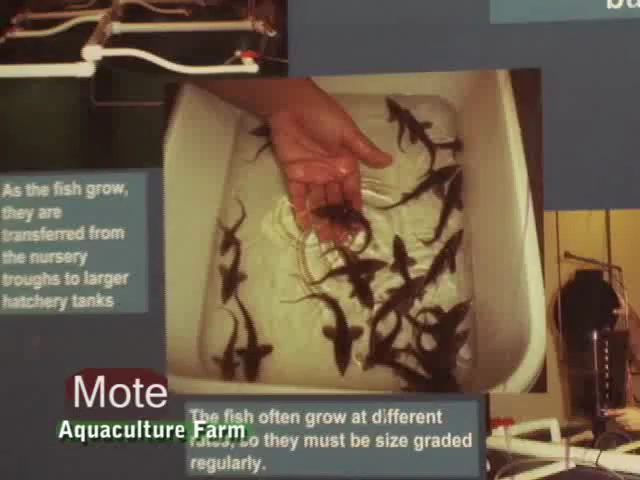 As the fish grow,
they are
transferred from
the nursery
troughs to larger
hatchery tanks
Mote
Aquaculture Farm
The fish often grow at different
rates, so they must be size graded
regularly.